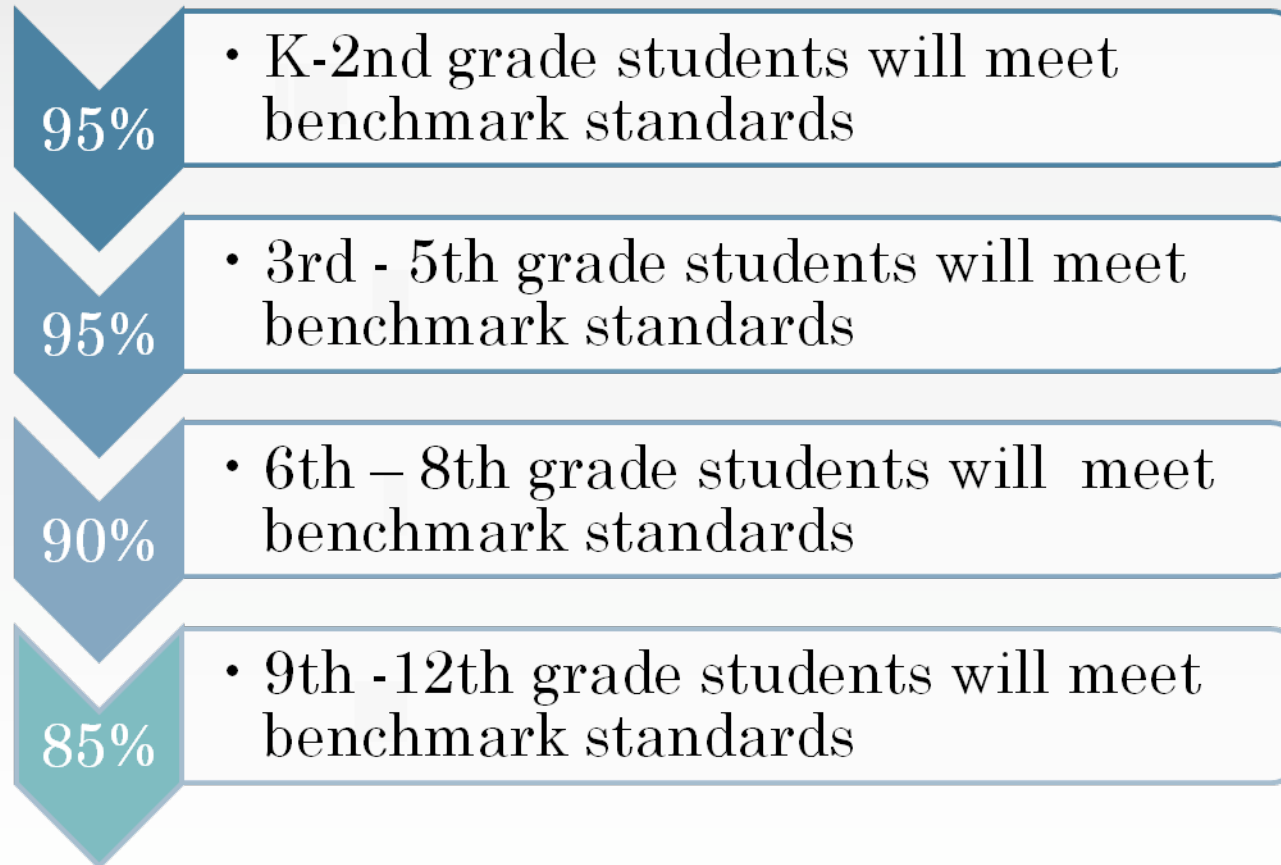 95%
• K-2nd grade students will meet
benchmark standards
95%
• 3rd - 5th grade students will meet
benchmark standards
90%
• 6th – 8th grade students will  meet
benchmark standards
85%
• 9th -12th grade students will meet
benchmark standards